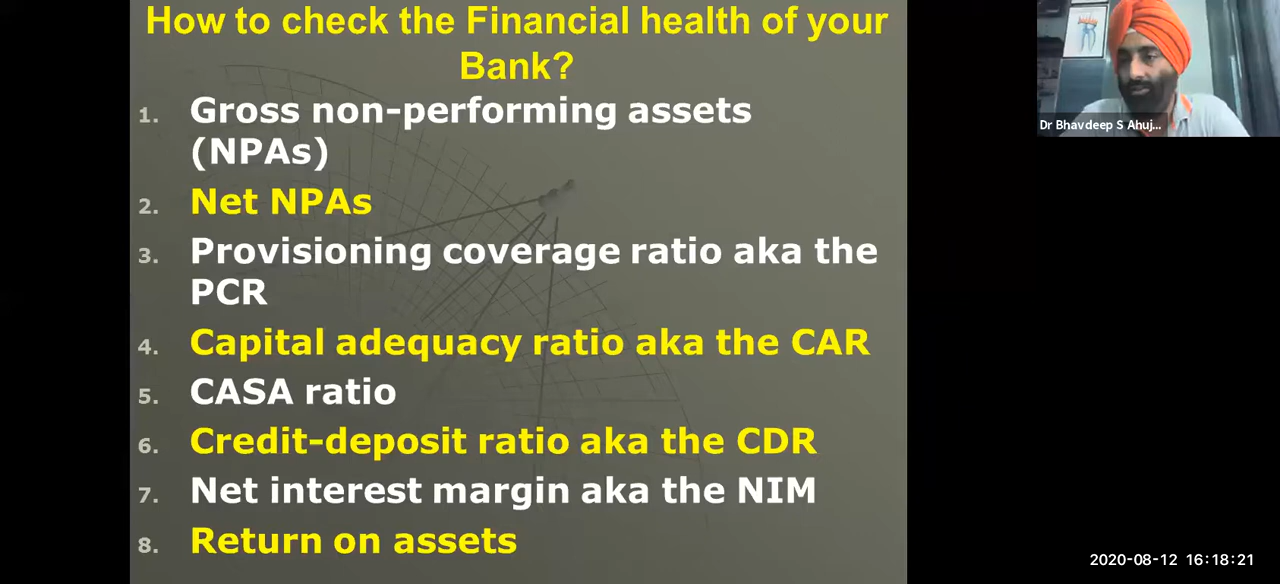 How to check the Financial health of your
Bank?
1. Gross non-performing assets
(NPAs)
2. Net NPAs
3. Provisioning coverage ratio aka the
PCR
4. Capital adequacy ratio aka the CAR
5. CASA ratio
6. Credit-deposit ratio aka the CDR
7. Net interest margin aka the NIM
8. Return on assets
Dr Bhavdeep S Ahuj...
2020-08-12 16:18:21